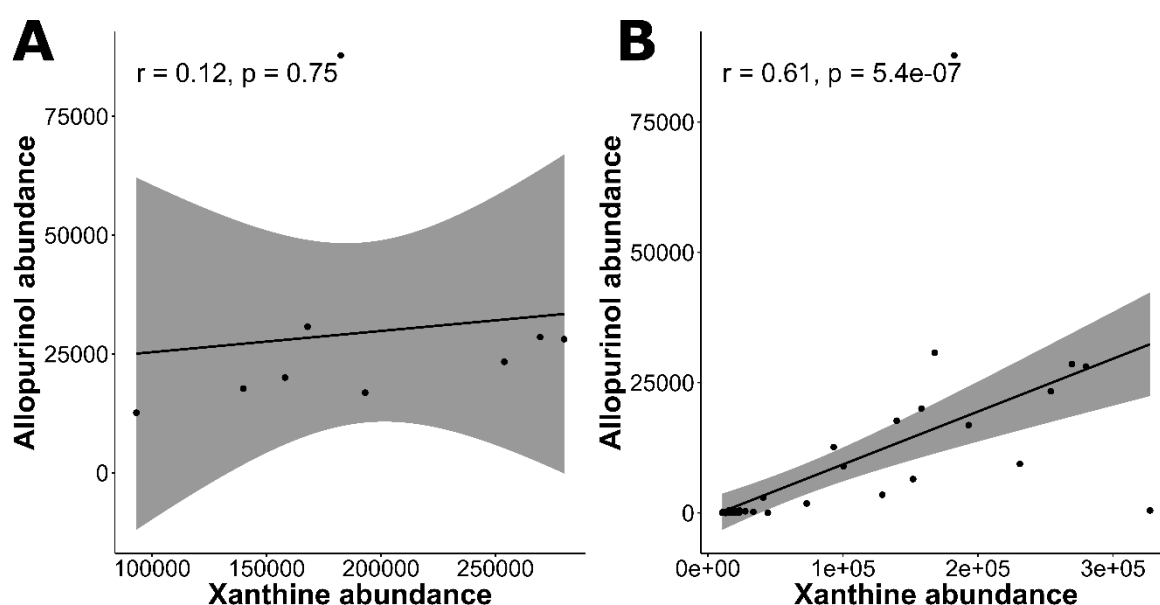 A
r = 0.12, p = 0.75
Allopurinol abundance
75000
50000
25000
0
100000 150000 200000 250000
Xanthine abundance
B
r = 0.61, p = 5.4e-07
Allopurinol abundance
75000
50000
25000
0
0e+00 1e+05 2e+05 3e+05
Xanthine abundance